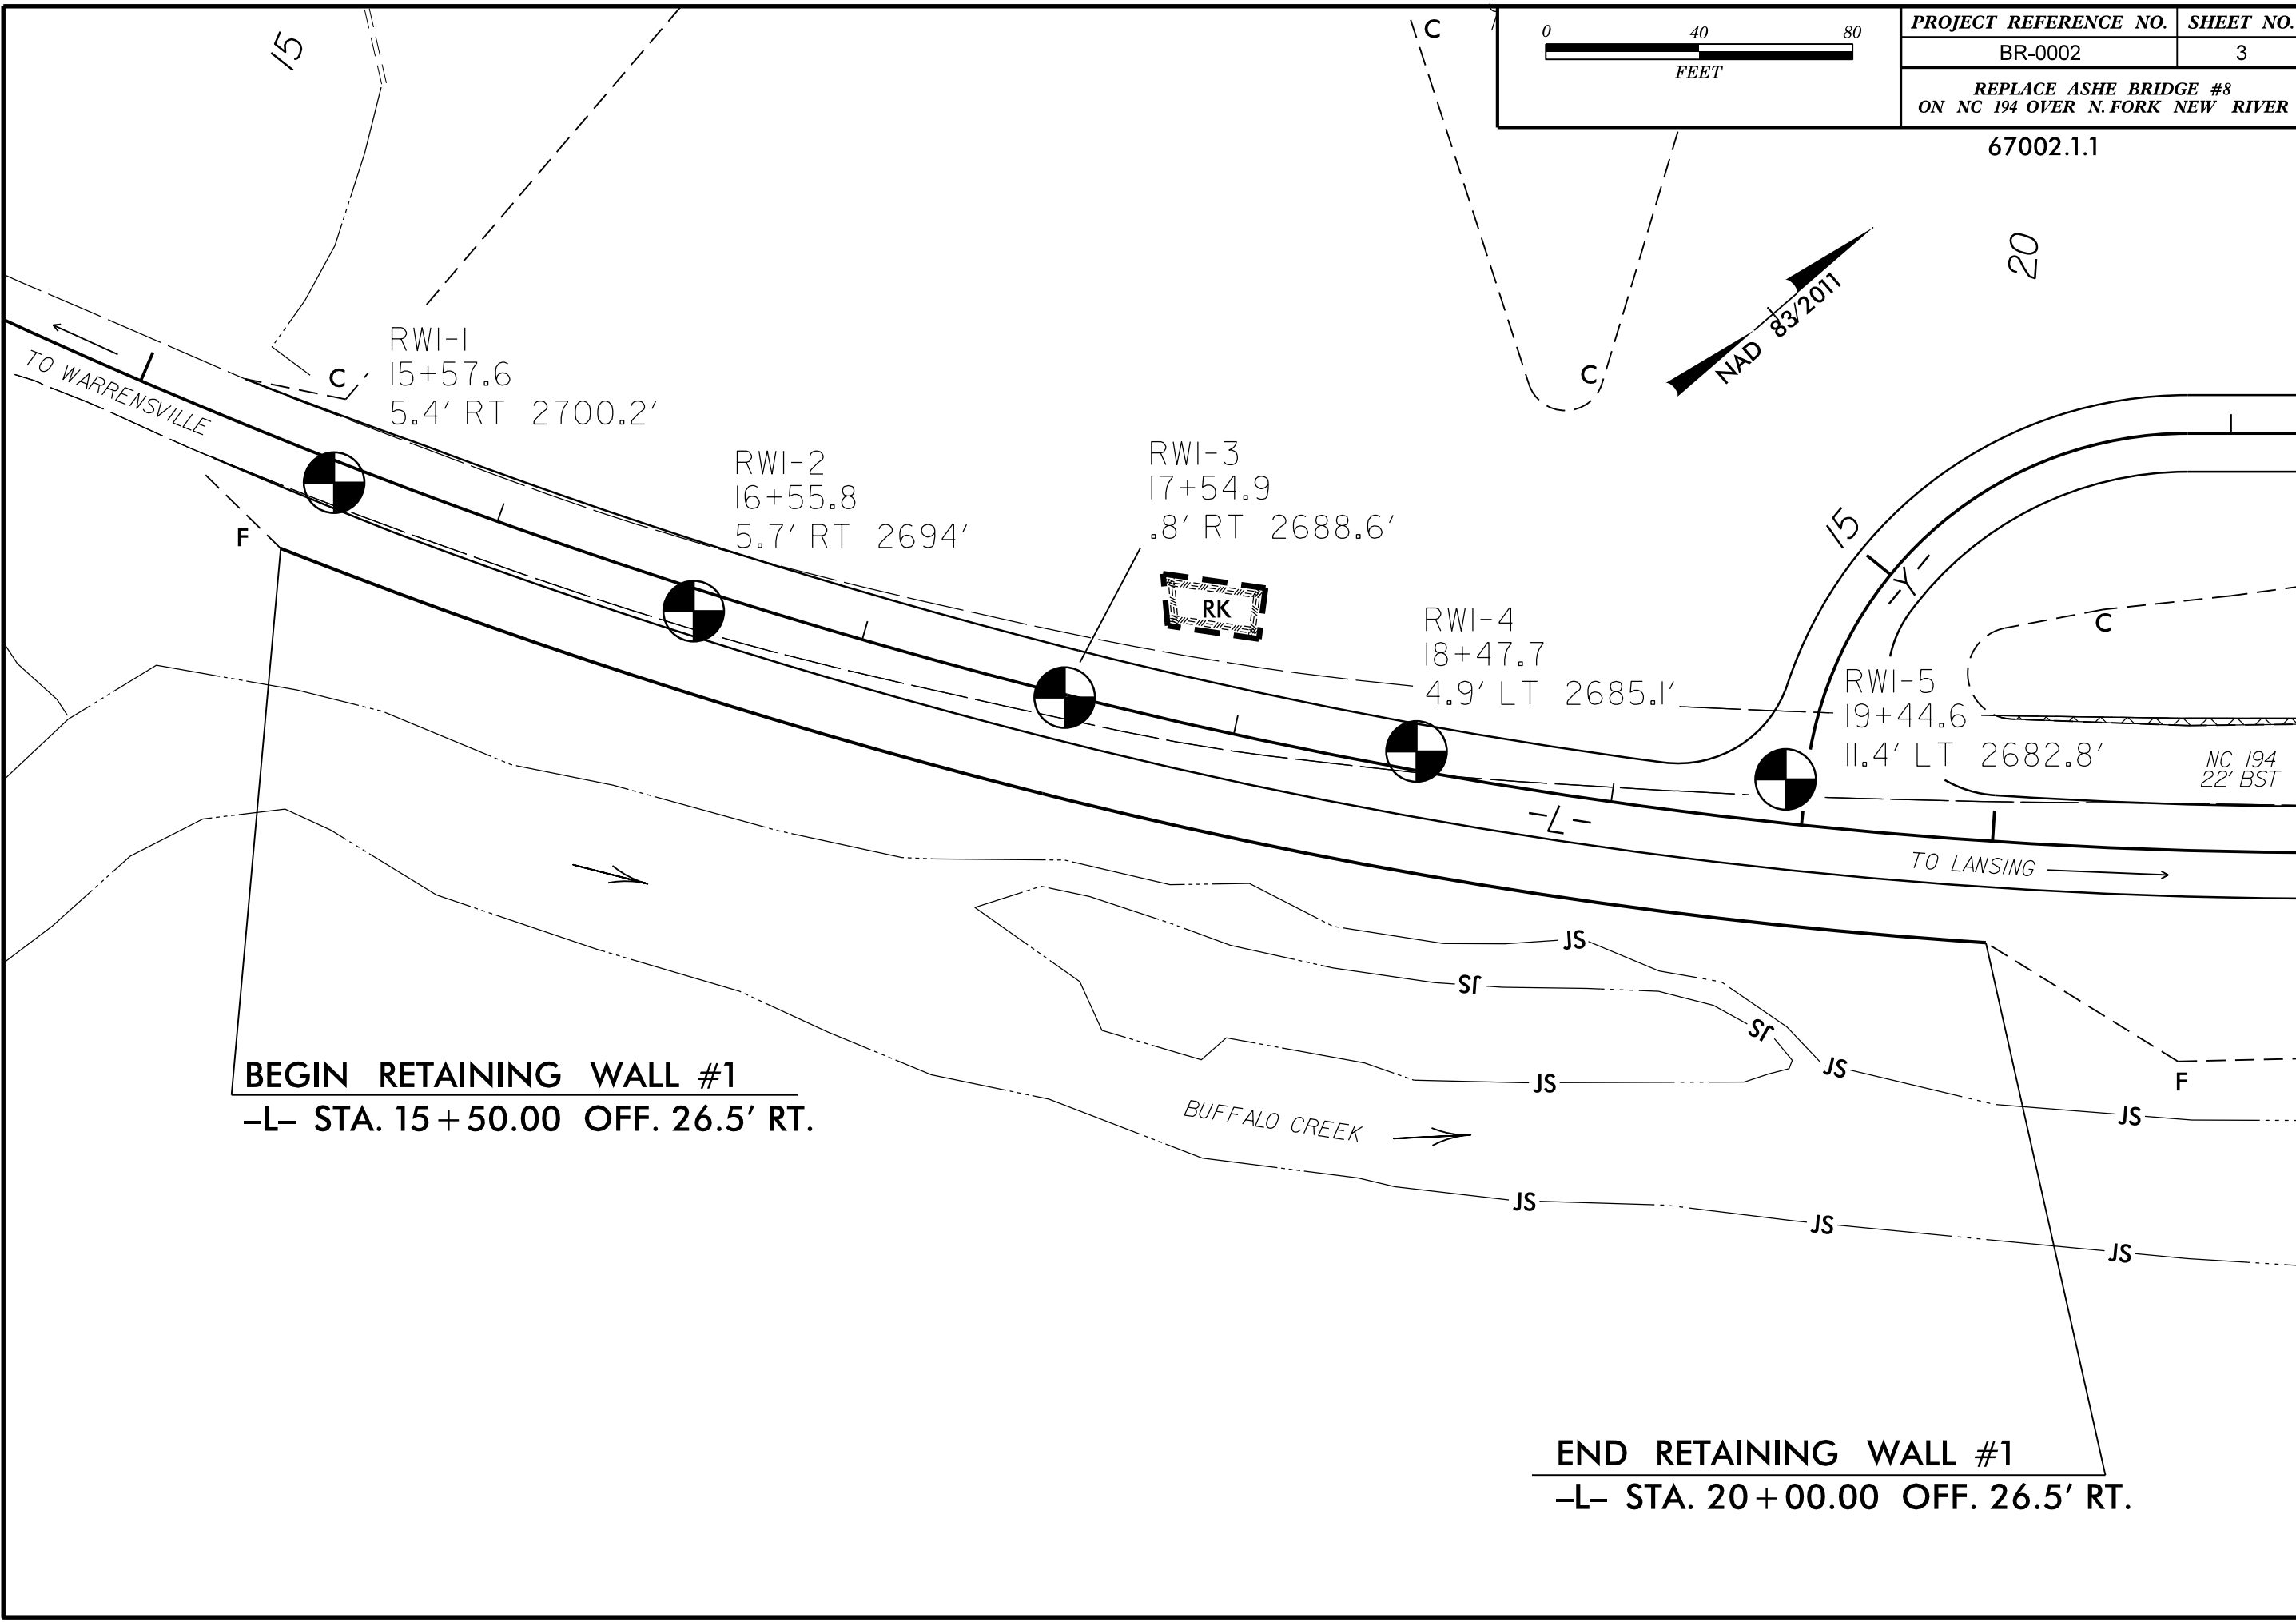 0 40 80
FEET
PROJECT REFERENCE NO. SHEET NO.
BR-0002 3
REPLACE ASHE BRIDGE #8
ON NC 194 OVER N. FORK NEW RIVER
67002.1.1
15
C
20
NAD 83/2011
C
TO WARRENSVILLE
C
RW1-1
15+57.6
5.4' RT 2700.2'
RW1-2
16+55.8
5.7' RT 2694'
RW1-3
17+54.9
.8' RT 2688.6'
RK
RW1-4
18+47.7
4.9' LT 2685.1'
15
-Y-
C
RW1-5
19+44.6
11.4' LT 2682.8'
NC 194
22' BST
F
-L-
TO LANSING
JS
JS
JS
JS
JS
JS
F
BUFFALO CREEK
JS
JS
JS
BEGIN RETAINING WALL #1
-L- STA. 15+50.00 OFF. 26.5' RT.
END RETAINING WALL #1
-L- STA. 20+00.00 OFF. 26.5' RT.